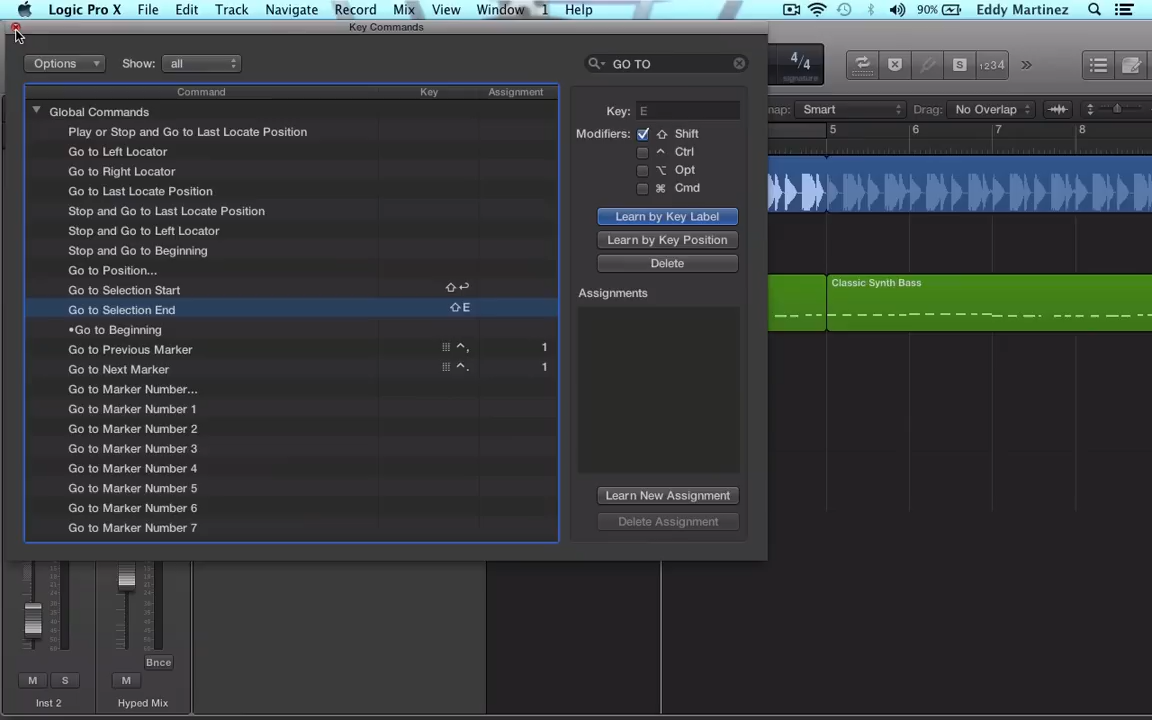 Logic Pro X File Edit Track Navigate Record Mix View Window 1 Help 90% Eddy Martinez
Key Commands
Options Show: all GO TO
Command Key Assignment
Global Commands
Play or Stop and Go to Last Locate Position
Go to Left Locator
Go to Right Locator
Go to Last Locate Position
Stop and Go to Last Locate Position
Stop and Go to Left Locator
Stop and Go to Beginning
Go to Position...
Go to Selection Start ⇧↩
Go to Selection End ⇧E
•Go to Beginning
Go to Previous Marker ^, 1
Go to Next Marker ^. 1
Go to Marker Number...
Go to Marker Number 1
Go to Marker Number 2
Go to Marker Number 3
Go to Marker Number 4
Go to Marker Number 5
Go to Marker Number 6
Go to Marker Number 7
Key: E
Modifiers: ⇧ Shift
^ Ctrl
⌥ Opt
⌘ Cmd
Learn by Key Label
Learn by Key Position
Delete
Assignments
Learn New Assignment
Delete Assignment
4/4
signature
S 1234
Smart Drag: No Overlap
5 6 7 8
Classic Synth Bass
Bnce
M S M
Inst 2 Hyped Mix